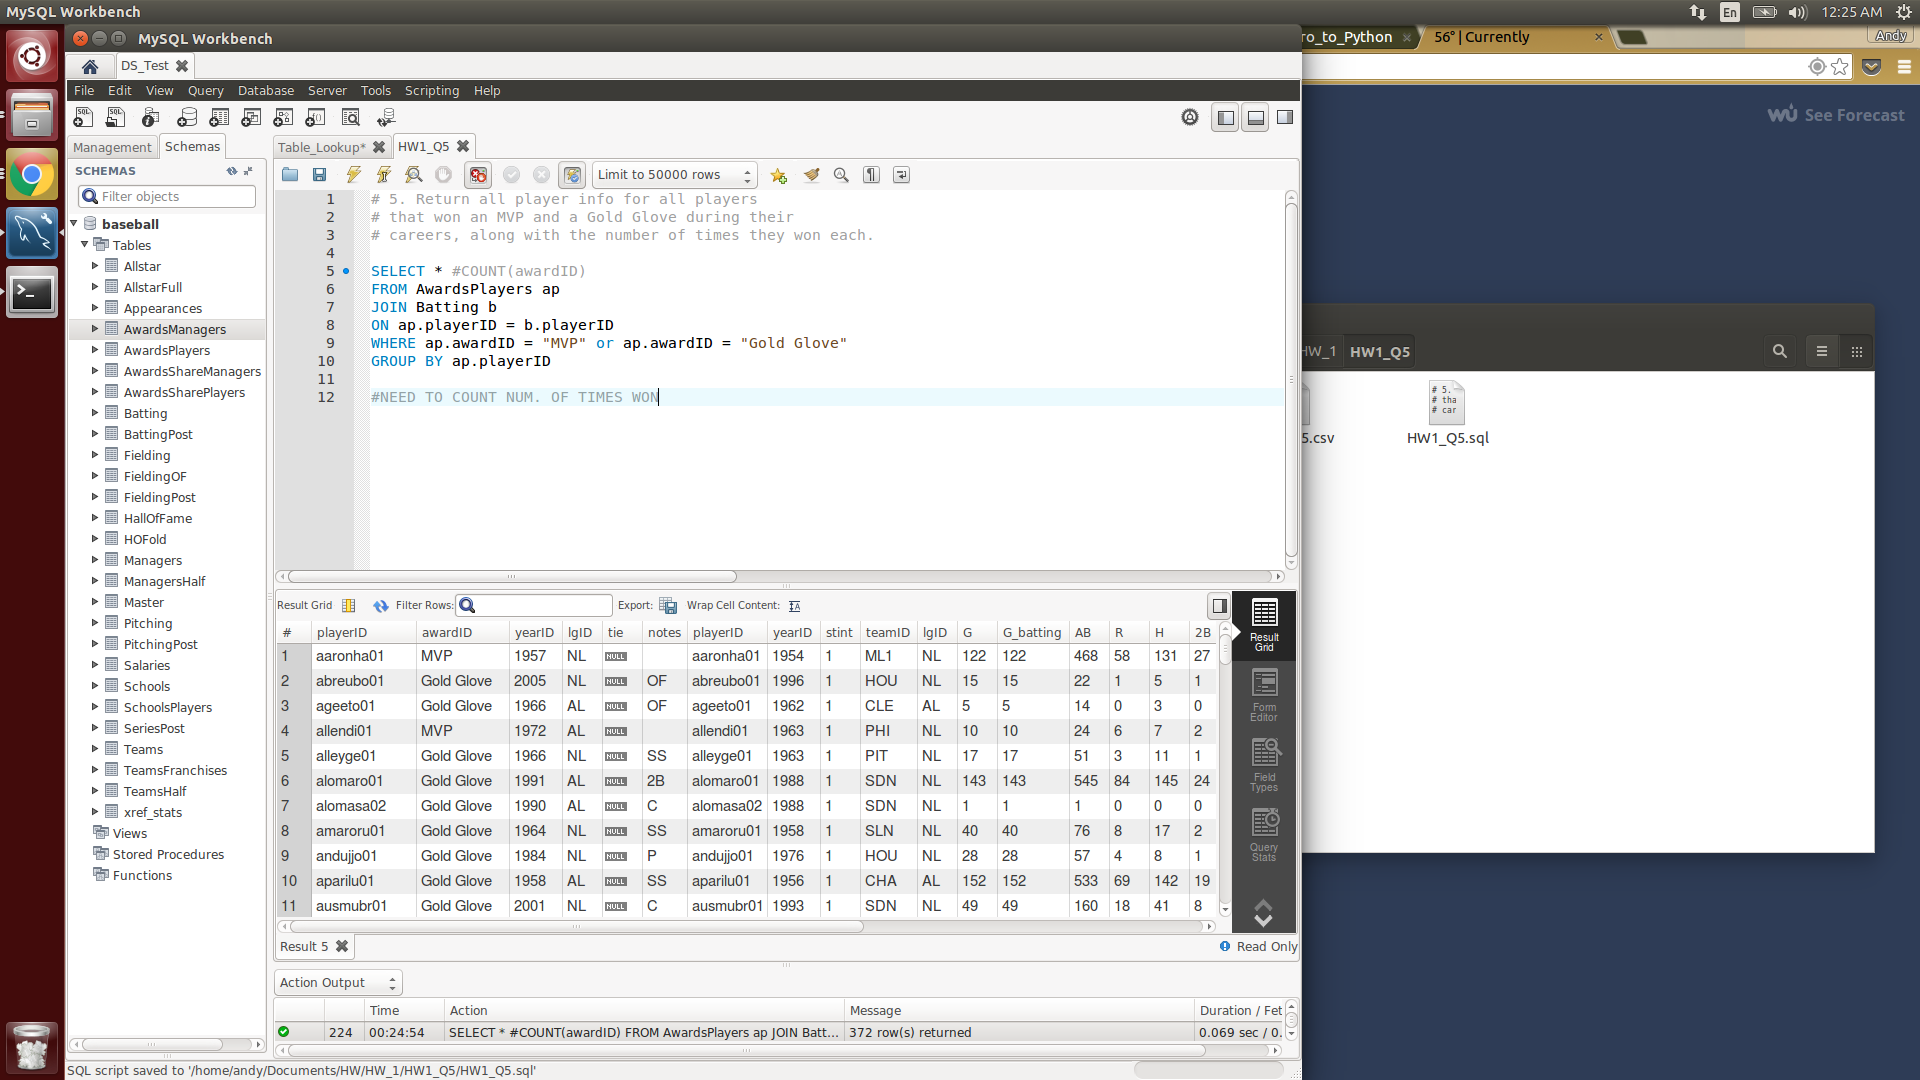 MySQL Workbench
En
12:25 AM
MySQL Workbench
ro_to_Python
56° | Currently
Andy
DS_Test
File Edit View Query Database Server Tools Scripting Help
See Forecast
Management Schemas
Table_Lookup* HW1_Q5
SCHEMAS
Limit to 50000 rows
Filter objects
baseball
Tables
Allstar
AllstarFull
Appearances
AwardsManagers
AwardsPlayers
AwardsShareManagers
AwardsSharePlayers
Batting
BattingPost
Fielding
FieldingOF
FieldingPost
HallOfFame
HOFold
Managers
ManagersHalf
Master
Pitching
PitchingPost
Salaries
Schools
SchoolsPlayers
SeriesPost
Teams
TeamsFranchises
TeamsHalf
xref_stats
Views
Stored Procedures
Functions
1 # 5. Return all player info for all players
2 # that won an MVP and a Gold Glove during their
3 # careers, along with the number of times they won each.
4
5 SELECT * #COUNT(awardID)
6 FROM AwardsPlayers ap
7 JOIN Batting b
8 ON ap.playerID = b.playerID
9 WHERE ap.awardID = "MVP" or ap.awardID = "Gold Glove"
10 GROUP BY ap.playerID
11
12 #NEED TO COUNT NUM. OF TIMES WON
HW_1 HW1_Q5
# 5.
# tha
# car
5.csv HW1_Q5.sql
Result Grid Filter Rows: Export: Wrap Cell Content:
# playerID awardID yearID lgID tie notes playerID yearID stint teamID lgID G G_batting AB R H 2B
1 aaronha01 MVP 1957 NL NULL aaronha01 1954 1 ML1 NL 122 122 468 58 131 27
2 abreubo01 Gold Glove 2005 NL NULL OF abreubo01 1996 1 HOU NL 15 15 22 1 5 1
3 ageeto01 Gold Glove 1966 AL NULL OF ageeto01 1962 1 CLE AL 5 5 14 0 3 0
4 allendi01 MVP 1972 AL NULL allendi01 1963 1 PHI NL 10 10 24 6 7 2
5 alleyge01 Gold Glove 1966 NL NULL SS alleyge01 1963 1 PIT NL 17 17 51 3 11 1
6 alomaro01 Gold Glove 1991 AL NULL 2B alomaro01 1988 1 SDN NL 143 143 545 84 145 24
7 alomasa02 Gold Glove 1990 AL NULL C alomasa02 1988 1 SDN NL 1 1 1 0 0 0
8 amaroru01 Gold Glove 1964 NL NULL SS amaroru01 1958 1 SLN NL 40 40 76 8 17 2
9 andujjo01 Gold Glove 1984 NL NULL P andujjo01 1976 1 HOU NL 28 28 57 4 8 1
10 aparilu01 Gold Glove 1958 AL NULL SS aparilu01 1956 1 CHA AL 152 152 533 69 142 19
11 ausmubr01 Gold Glove 2001 NL NULL C ausmubr01 1993 1 SDN NL 49 49 160 18 41 8
Result
Grid
Form
Editor
Field
Types
Query
Stats
Result 5
Read Only
Action Output
Time Action Message Duration / Fet
224 00:24:54 SELECT * #COUNT(awardID) FROM AwardsPlayers ap JOIN Batt... 372 row(s) returned 0.069 sec / 0.
SQL script saved to '/home/andy/Documents/HW/HW_1/HW1_Q5/HW1_Q5.sql'